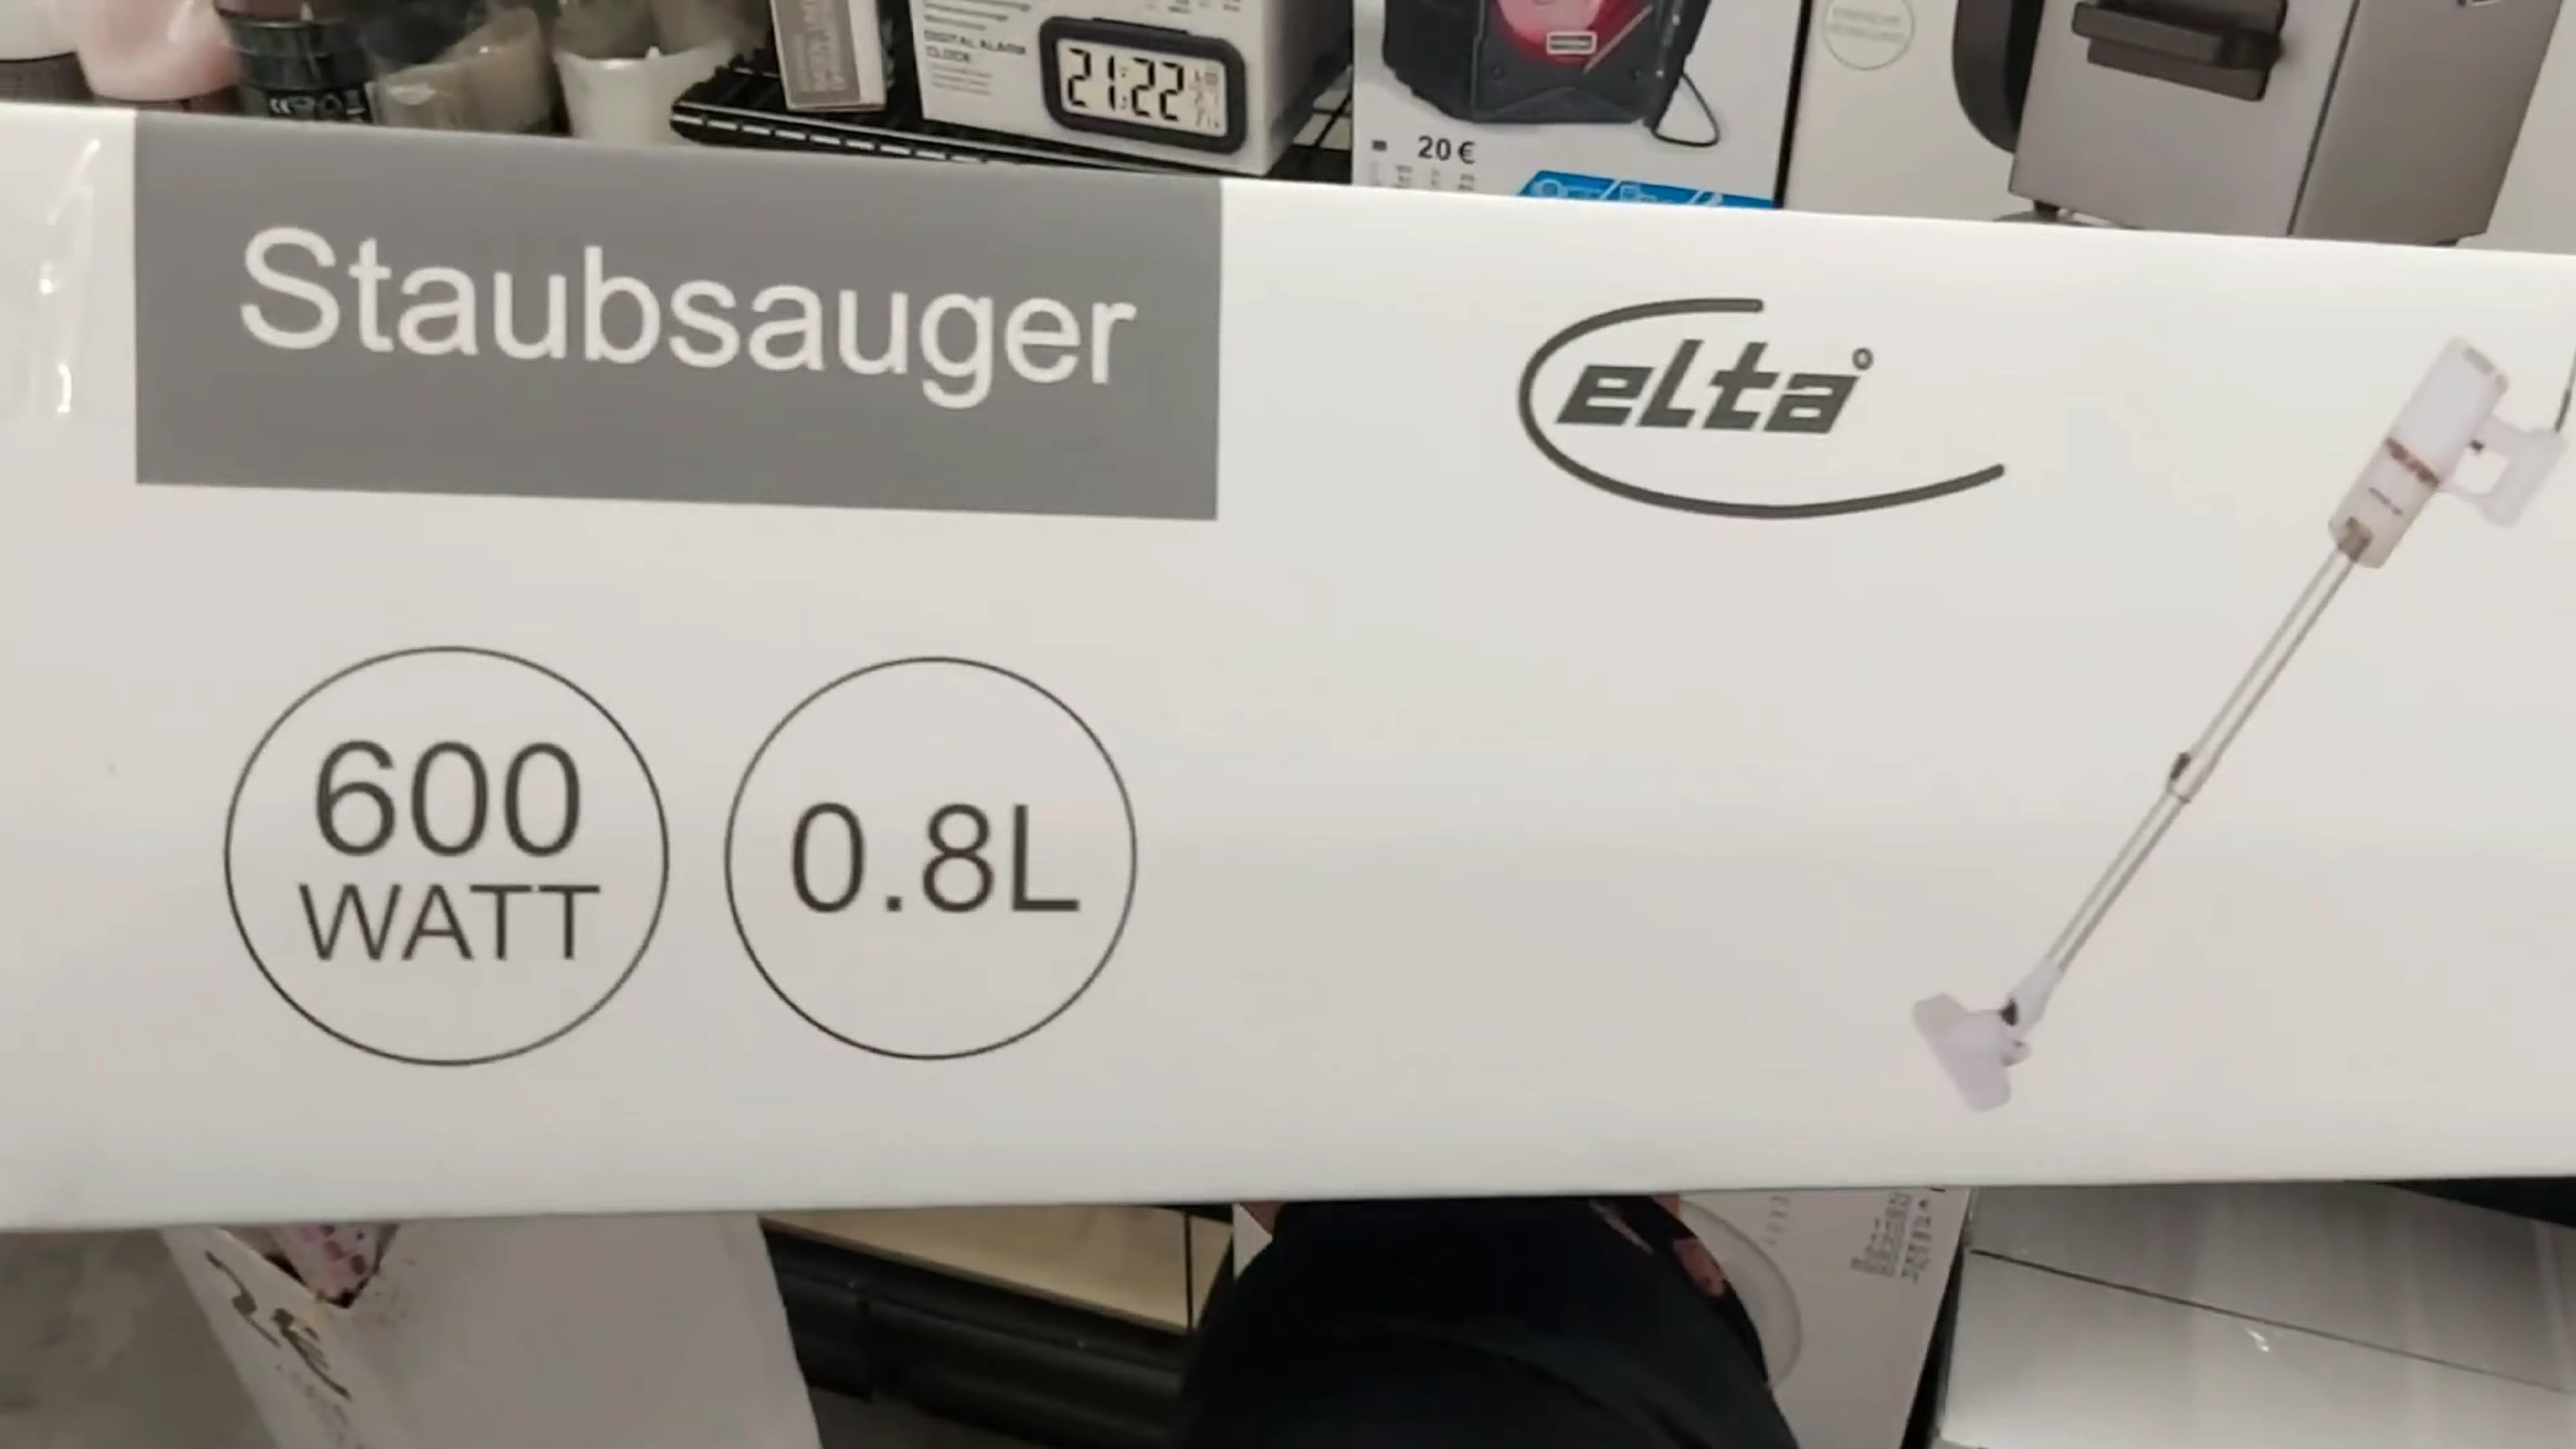 DIGITAL ALARM
CLOCK
21:22
20 €
Staubsauger
elta
600
WATT
0.8L